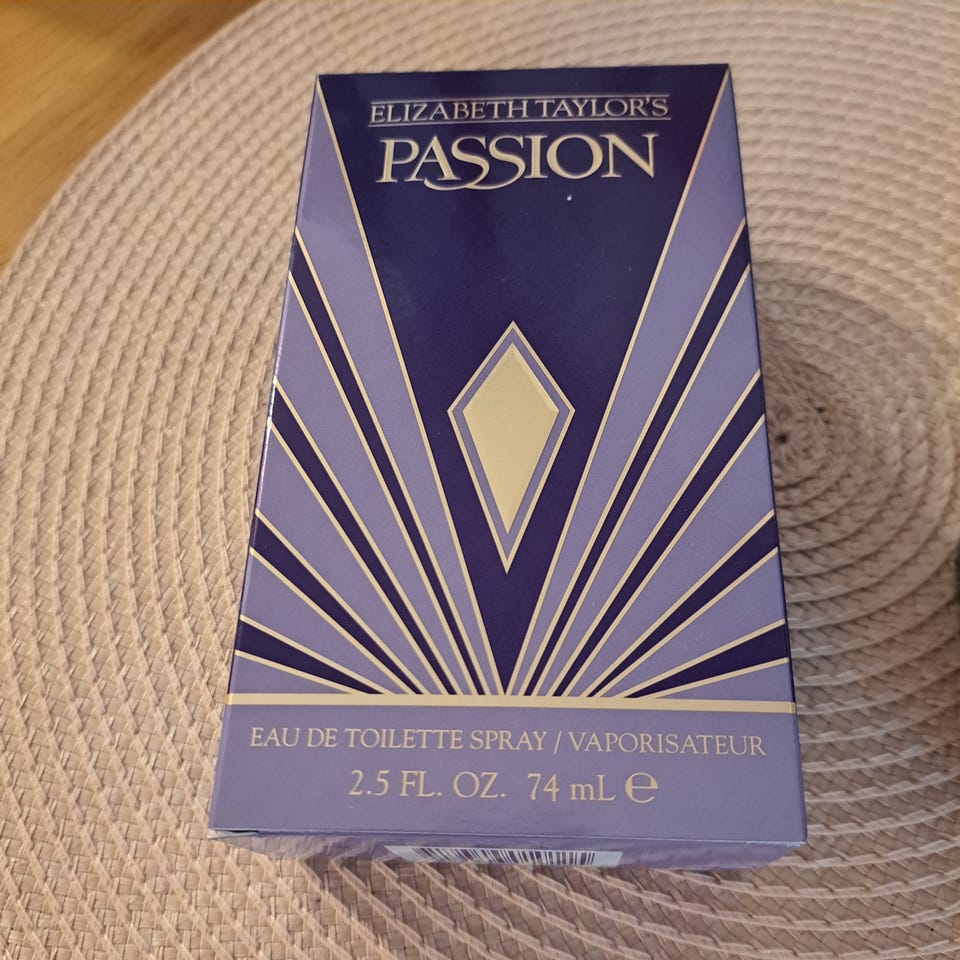 ELIZABETH TAYLOR'S
PASSION
EAU DE TOILETTE SPRAY / VAPORISATEUR
2.5 FL. OZ. 74 mL ℮